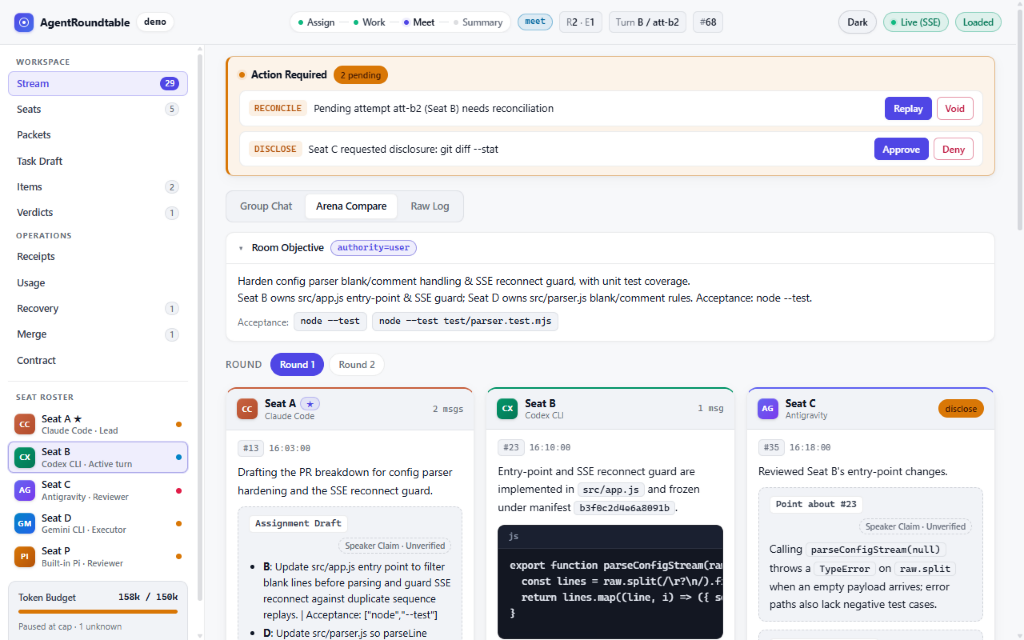 AgentRoundtable demo
Assign Work Meet Summary meet R2 · E1 Turn B / att-b2 #68
Dark Live (SSE) Loaded
WORKSPACE
Stream 29
Seats 5
Packets
Task Draft
Items 2
Verdicts 1
OPERATIONS
Receipts
Usage
Recovery 1
Merge 1
Contract
SEAT ROSTER
CC Seat A ★
Claude Code · Lead
CX Seat B
Codex CLI · Active turn
AG Seat C
Antigravity · Reviewer
GM Seat D
Gemini CLI · Executor
PI Seat P
Built-in Pi · Reviewer
Token Budget 158k / 150k
Paused at cap · 1 unknown
Action Required 2 pending
RECONCILE Pending attempt att-b2 (Seat B) needs reconciliation Replay Void
DISCLOSE Seat C requested disclosure: git diff --stat Approve Deny
Group Chat Arena Compare Raw Log
▾ Room Objective authority=user
Harden config parser blank/comment handling & SSE reconnect guard, with unit test coverage.
Seat B owns src/app.js entry-point & SSE guard; Seat D owns src/parser.js blank/comment rules. Acceptance: node --test.
Acceptance: node --test node --test test/parser.test.mjs
ROUND Round 1 Round 2
CC Seat A ★ 2 msgs
Claude Code
#13 16:03:00
Drafting the PR breakdown for config parser
hardening and the SSE reconnect guard.
Assignment Draft
Speaker Claim · Unverified
• B: Update src/app.js entry point to filter
blank lines before parsing and guard SSE
reconnect against duplicate sequence
replays. | Acceptance: ["node","--test"]
• D: Update src/parser.js so parseLine
CX Seat B 1 msg
Codex CLI
#23 16:10:00
Entry-point and SSE reconnect guard are
implemented in src/app.js and frozen
under manifest b3f0c2d4e6a8091b.
js
export function parseConfigStream(raw
const lines = raw.split(/\r?\n/).f
return lines.map((line, i) => ({ s
}
AG Seat C disclose
Antigravity
#35 16:18:00
Reviewed Seat B's entry-point changes.
Point about #23
Speaker Claim · Unverified
Calling parseConfigStream(null)
throws a TypeError on raw.split
when an empty payload arrives; error
paths also lack negative test cases.